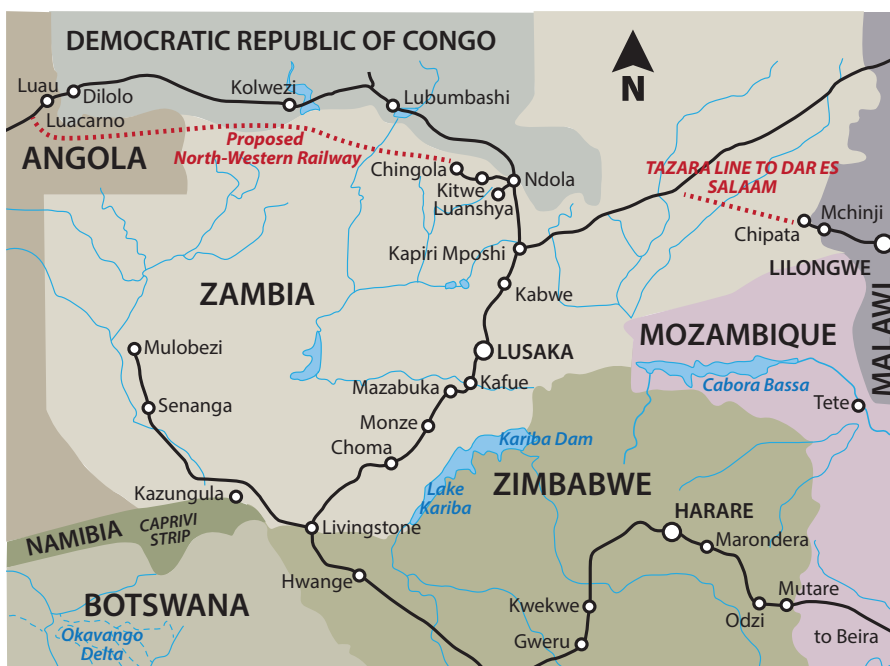 DEMOCRATIC REPUBLIC OF CONGO
N
Luau
Dilolo
Kolwezi
Lubumbashi
Luacarno
ANGOLA
Proposed
North-Western Railway
Chingola
Kitwe
Luanshya
Ndola
TAZARA LINE TO DAR ES
SALAAM
Mchinji
Chipata
LILONGWE
MALAWI
Kapiri Mposhi
ZAMBIA
Kabwe
MOZAMBIQUE
Mulobezi
LUSAKA
Cabora Bassa
Mazabuka
Kafue
Senanga
Tete
Monze
Choma
Kariba Dam
Lake
Kariba
ZIMBABWE
Kazungula
HARARE
NAMIBIA
CAPRIVI
STRIP
Livingstone
Marondera
Hwange
BOTSWANA
Kwekwe
Mutare
Odzi
Okavango
Delta
Gweru
to Beira